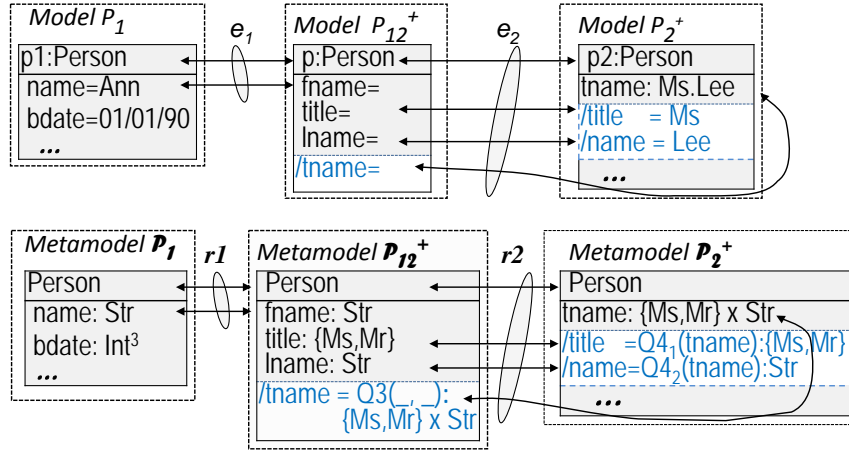 Model P1
e1
Model P12+
e2
Model P2+
p1:Person
name=Ann
bdate=01/01/90
...
p:Person
fname=
title=
lname=
/tname=
p2:Person
tname: Ms.Lee
/title = Ms
/name = Lee
...
Metamodel P1
r1
Metamodel P12+
r2
Metamodel P2+
Person
name: Str
bdate: Int3
...
Person
fname: Str
title: {Ms,Mr}
lname: Str
/tname = Q3(_, _):
{Ms,Mr} x Str
Person
tname: {Ms,Mr} x Str
/title =Q41(tname):{Ms,Mr}
/name=Q42(tname):Str
...